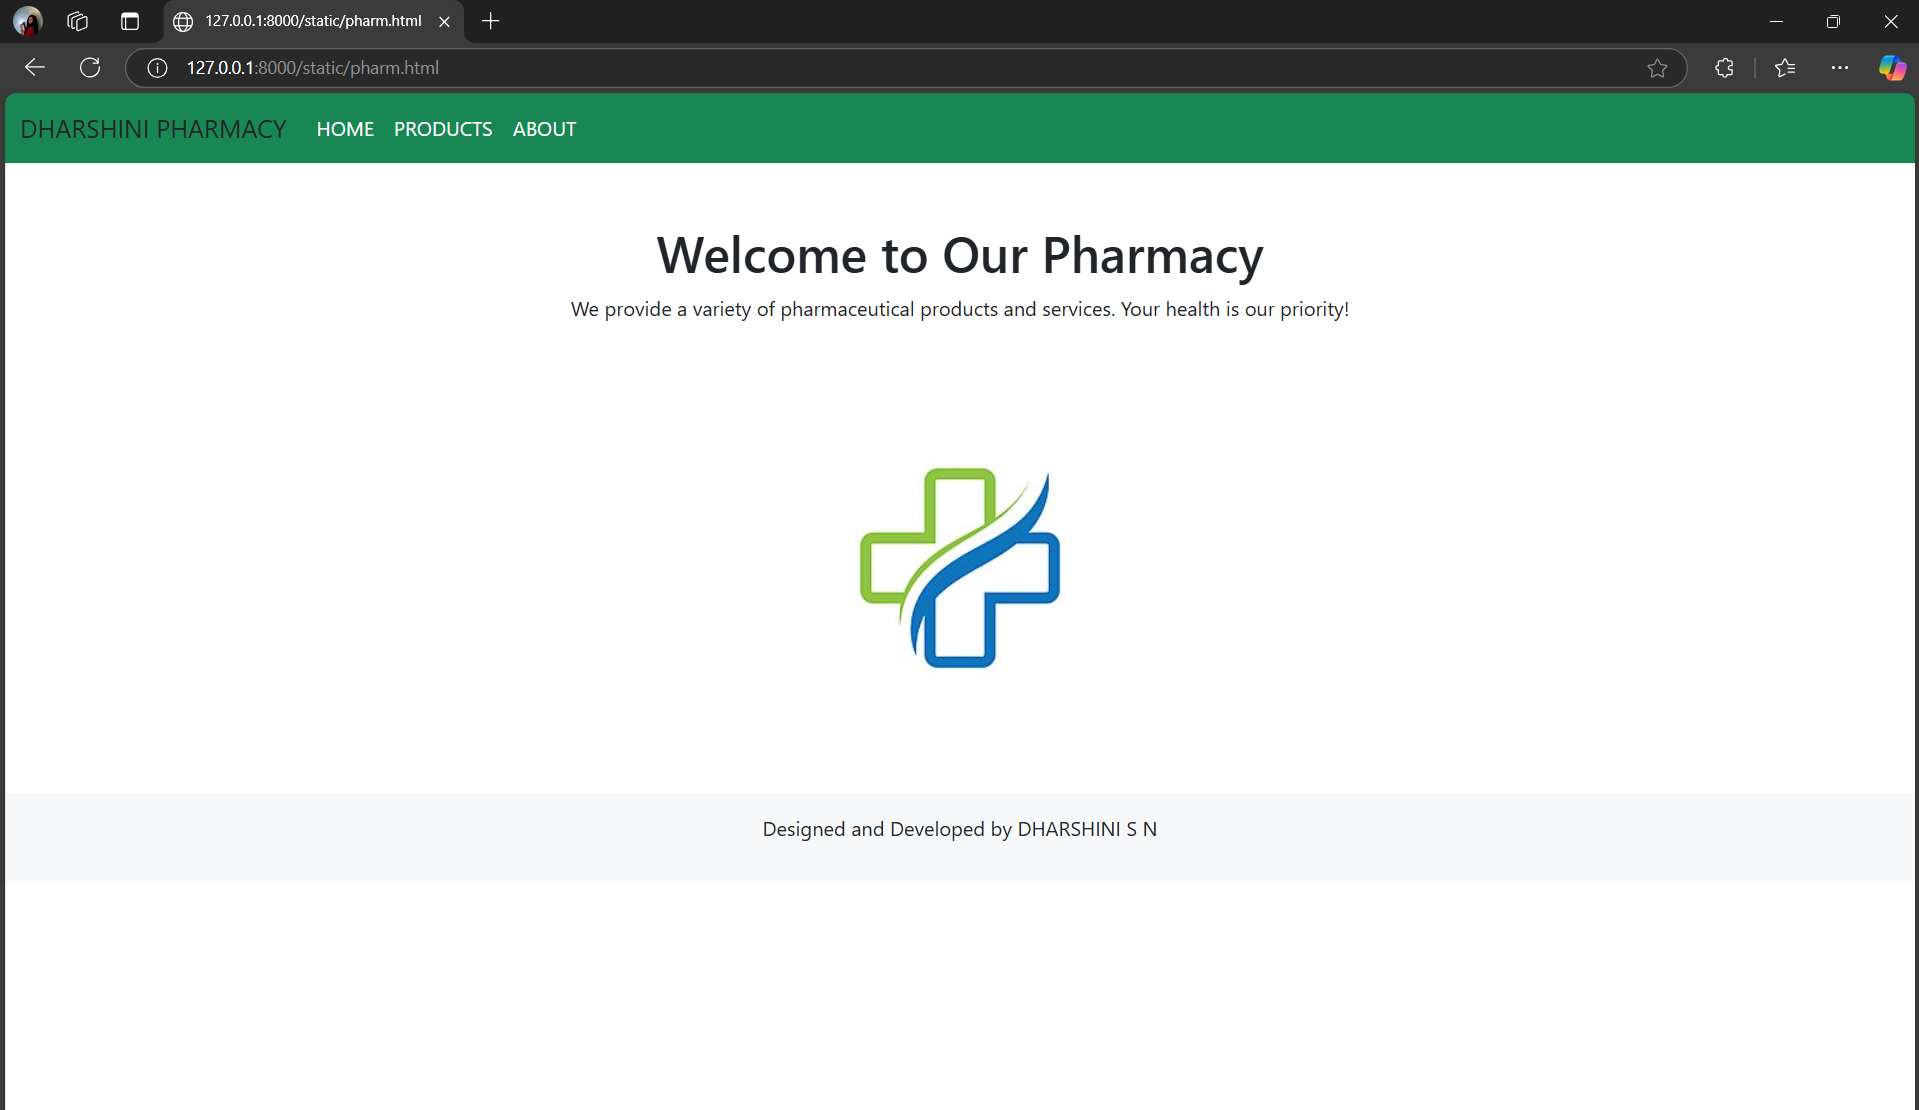 127.0.0.1:8000/static/pharm.html
127.0.0.1:8000/static/pharm.html
DHARSHINI PHARMACY HOME PRODUCTS ABOUT
Welcome to Our Pharmacy
We provide a variety of pharmaceutical products and services. Your health is our priority!
Designed and Developed by DHARSHINI S N